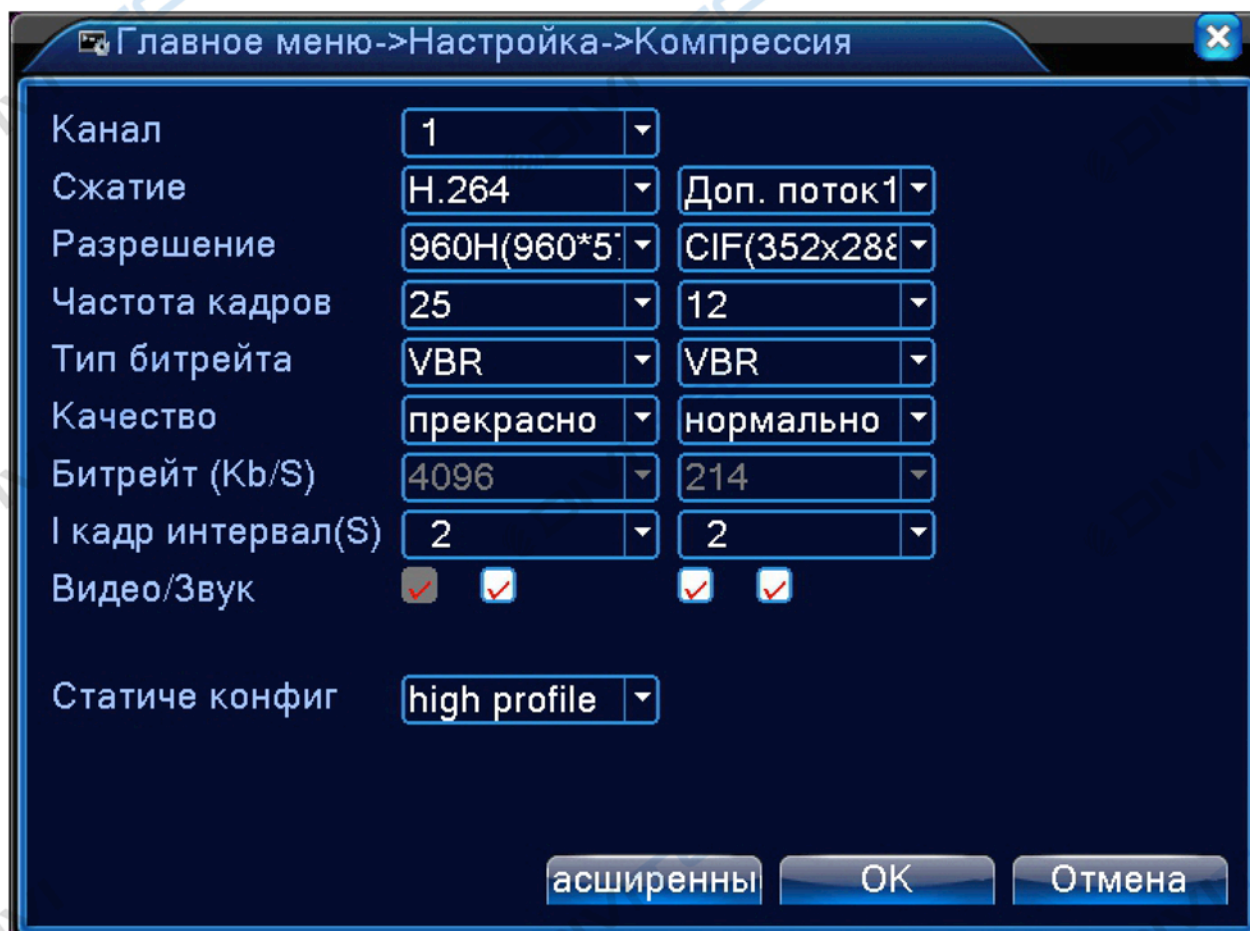 Главное меню->Настройка->Компрессия
Канал 1
Сжатие H.264 Доп. поток1
Разрешение 960H(960*57 CIF(352x288
Частота кадров 25 12
Тип битрейта VBR VBR
Качество прекрасно нормально
Битрейт (Kb/S) 4096 214
I кадр интервал(S) 2 2
Видео/Звук
Статиче конфиг high profile
асширенны OK Отмена